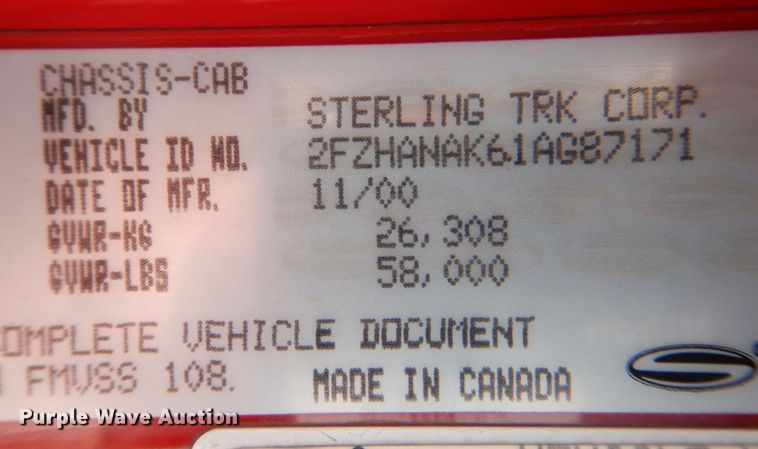 CHASSIS-CAB
MFD. BY STERLING TRK CORP.
VEHICLE ID NO. 2FZHANAK61AG87171
DATE OF MFR. 11/00
GVWR-KG 26,308
GVWR-LBS 58,000
OMPLETE VEHICLE DOCUMENT
FMVSS 108. MADE IN CANADA
Purple Wave Auction